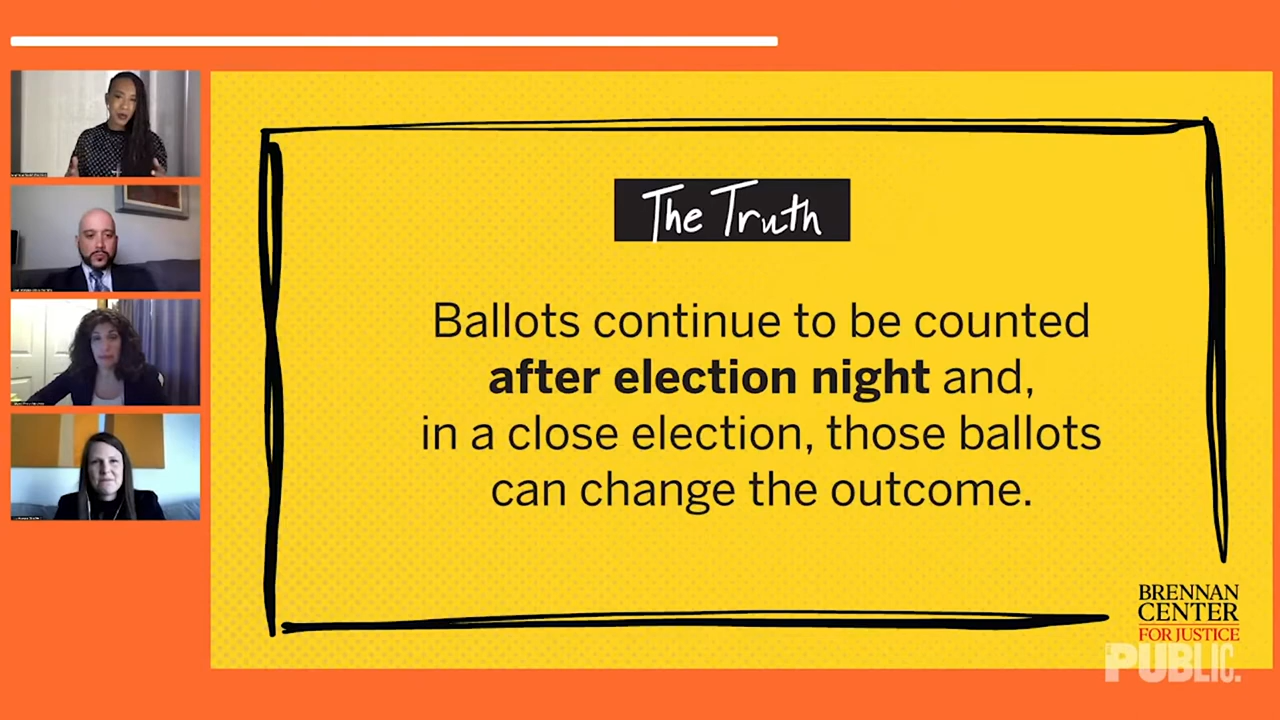 The Truth
Ballots continue to be counted
after election night and,
in a close election, those ballots
can change the outcome.
BRENNAN
CENTER
FOR JUSTICE
PUBLIC.